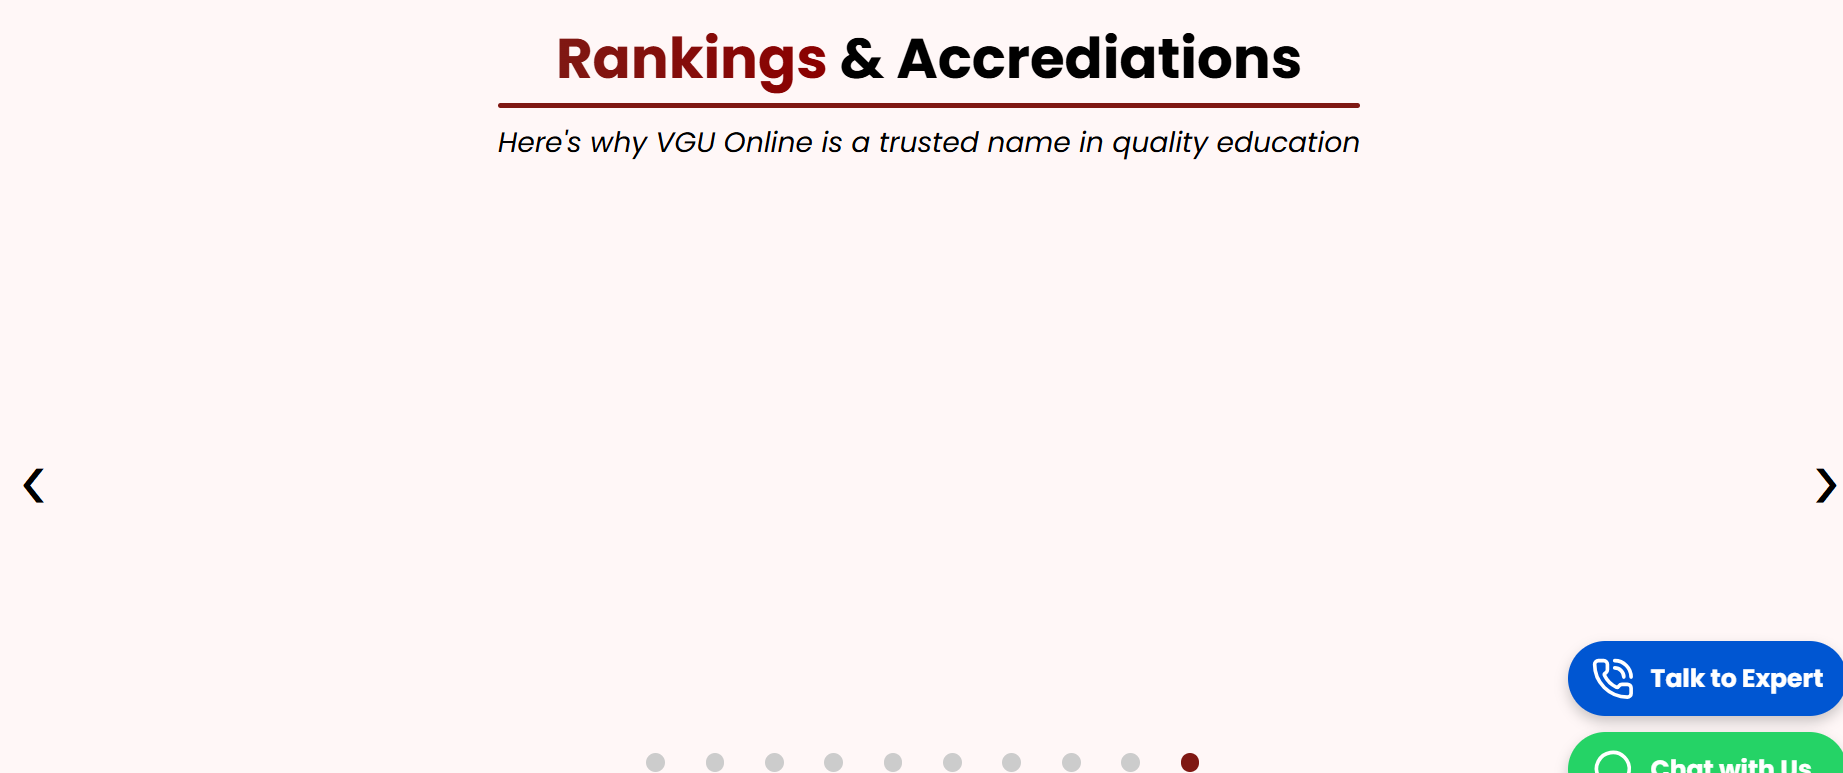 Rankings & Accrediations
Here's why VGU Online is a trusted name in quality education
Talk to Expert
Chat with Us